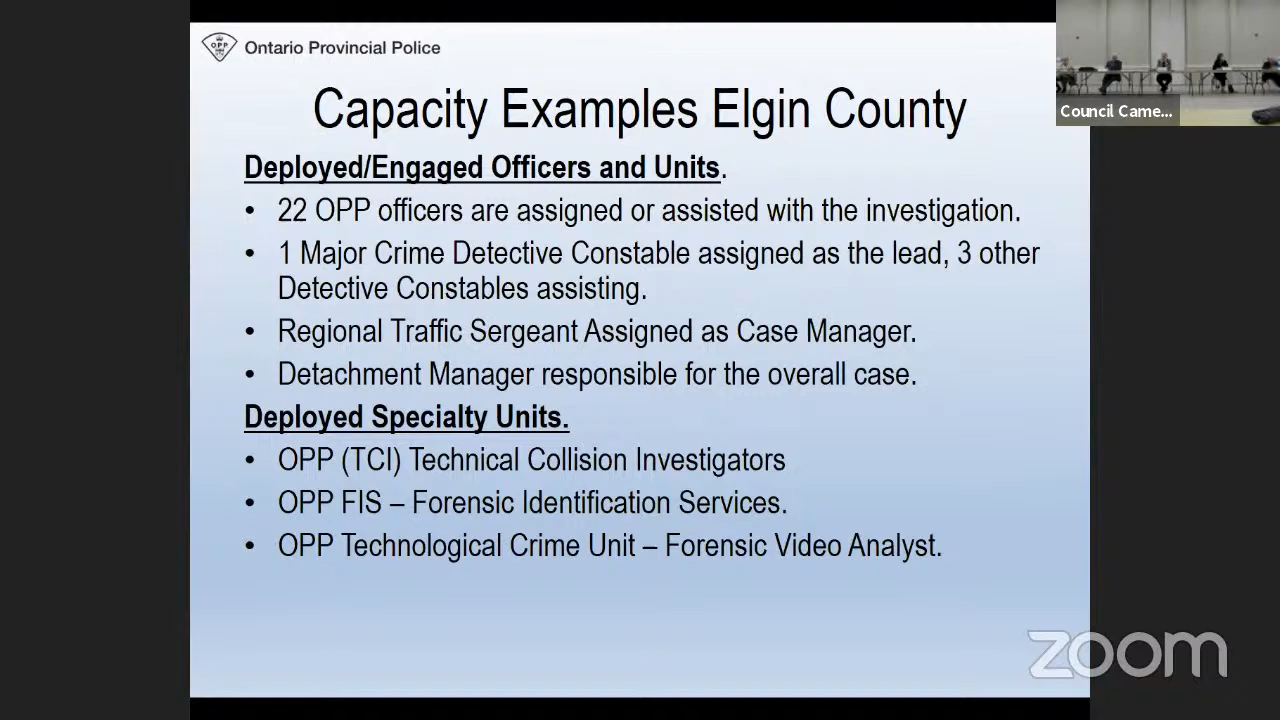 OPP
Ontario Provincial Police
Capacity Examples Elgin County
Council Came...
Deployed/Engaged Officers and Units.
• 22 OPP officers are assigned or assisted with the investigation.
• 1 Major Crime Detective Constable assigned as the lead, 3 other
Detective Constables assisting.
• Regional Traffic Sergeant Assigned as Case Manager.
• Detachment Manager responsible for the overall case.
Deployed Specialty Units.
• OPP (TCI) Technical Collision Investigators
• OPP FIS – Forensic Identification Services.
• OPP Technological Crime Unit – Forensic Video Analyst.
zoom